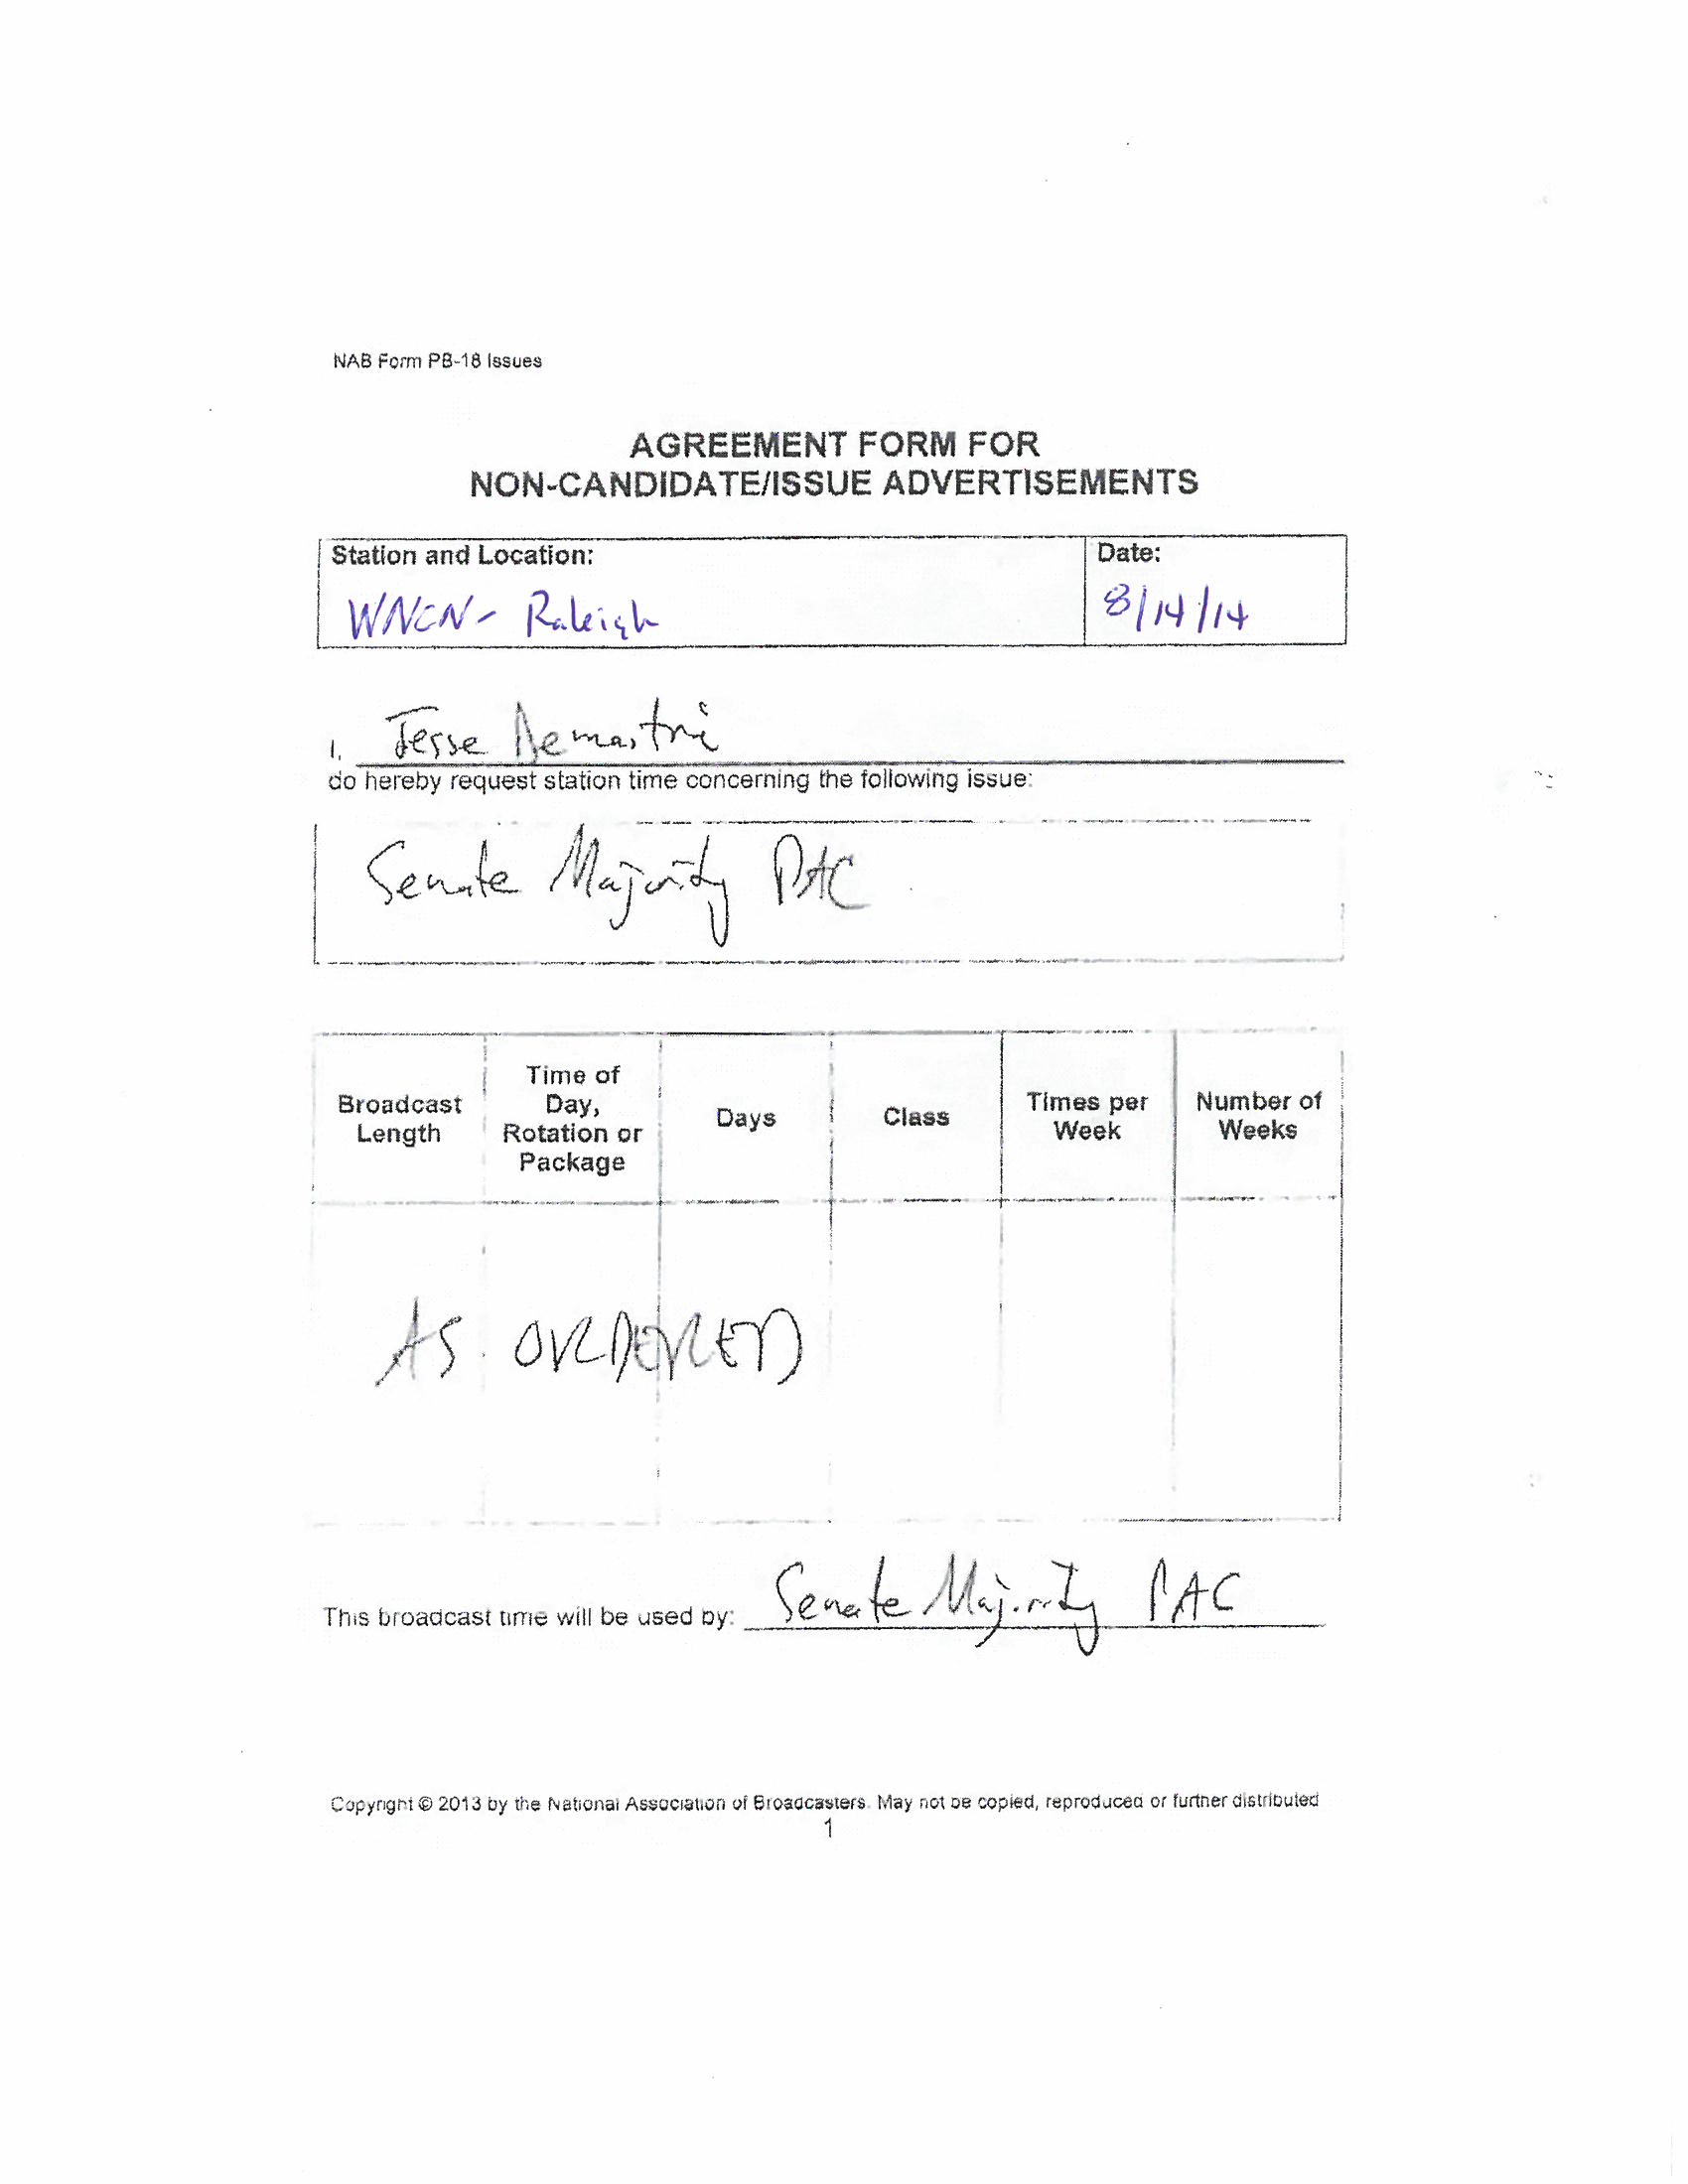 NAB Form PB-18 Issues
AGREEMENT FORM FOR
NON-CANDIDATE/ISSUE ADVERTISEMENTS
Station and Location:
Date:
WNCN - Raleigh
8/14/14
I, Jesse Demastrie
do hereby request station time concerning the following issue:
Senate Majority PAC
Broadcast Length
Time of Day, Rotation or Package
Days
Class
Times per Week
Number of Weeks
AS ORDERED
This broadcast time will be used by: Senate Majority PAC
Copyright © 2013 by the National Association of Broadcasters. May not be copied, reproduced or further distributed
1